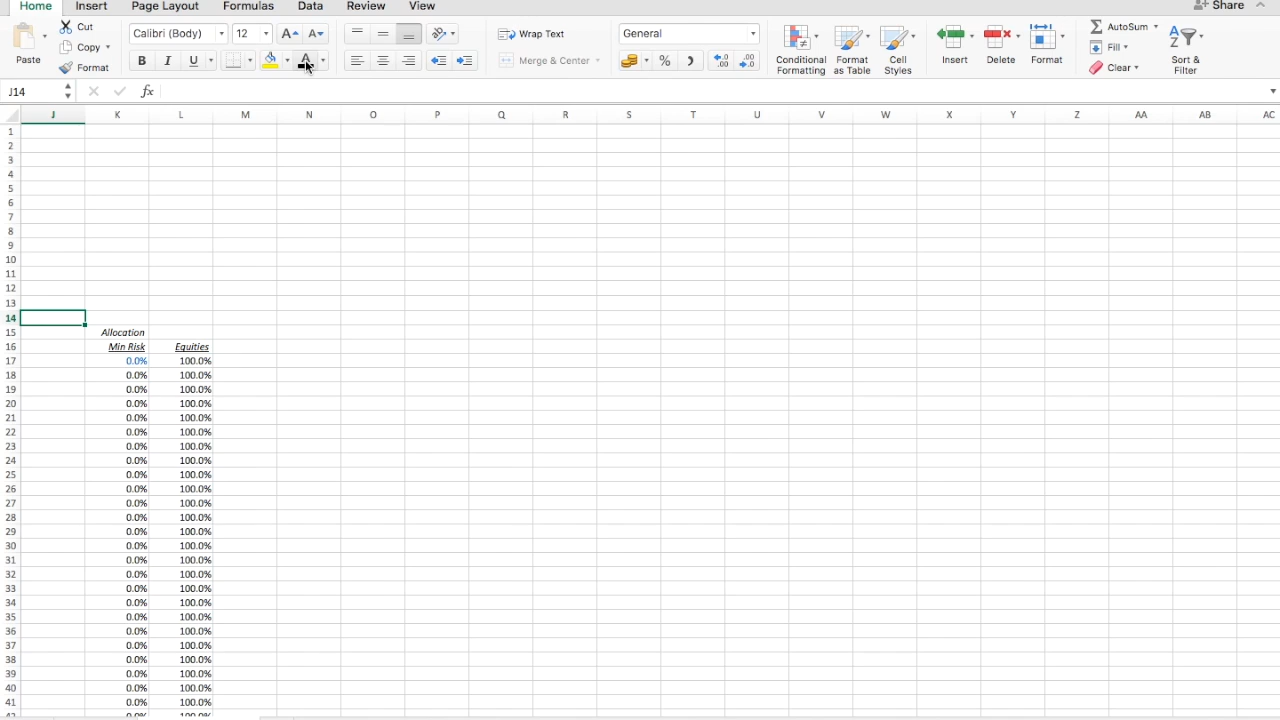 Home Insert Page Layout Formulas Data Review View Share
Cut
Copy
Format
Paste
Calibri (Body) 12 A A
B I U A
Wrap Text
Merge & Center
General
% .00 .0
Conditional Formatting
Format as Table
Cell Styles
Insert Delete Format
AutoSum
Fill
Clear
Sort & Filter
J14 fx
J K L M N O P Q R S T U V W X Y Z AA AB AC
1
2
3
4
5
6
7
8
9
10
11
12
13
14
15 Allocation
16 Min Risk Equities
17 0.0% 100.0%
18 0.0% 100.0%
19 0.0% 100.0%
20 0.0% 100.0%
21 0.0% 100.0%
22 0.0% 100.0%
23 0.0% 100.0%
24 0.0% 100.0%
25 0.0% 100.0%
26 0.0% 100.0%
27 0.0% 100.0%
28 0.0% 100.0%
29 0.0% 100.0%
30 0.0% 100.0%
31 0.0% 100.0%
32 0.0% 100.0%
33 0.0% 100.0%
34 0.0% 100.0%
35 0.0% 100.0%
36 0.0% 100.0%
37 0.0% 100.0%
38 0.0% 100.0%
39 0.0% 100.0%
40 0.0% 100.0%
41 0.0% 100.0%